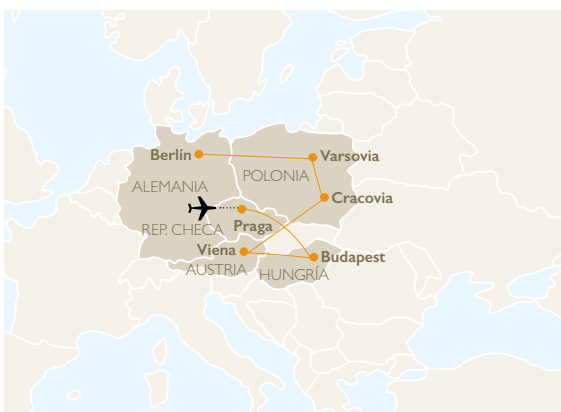 Berlín
Varsovia
POLONIA
ALEMANIA
Cracovia
REP. CHECA
Praga
Viena
Budapest
AUSTRIA
HUNGRÍA